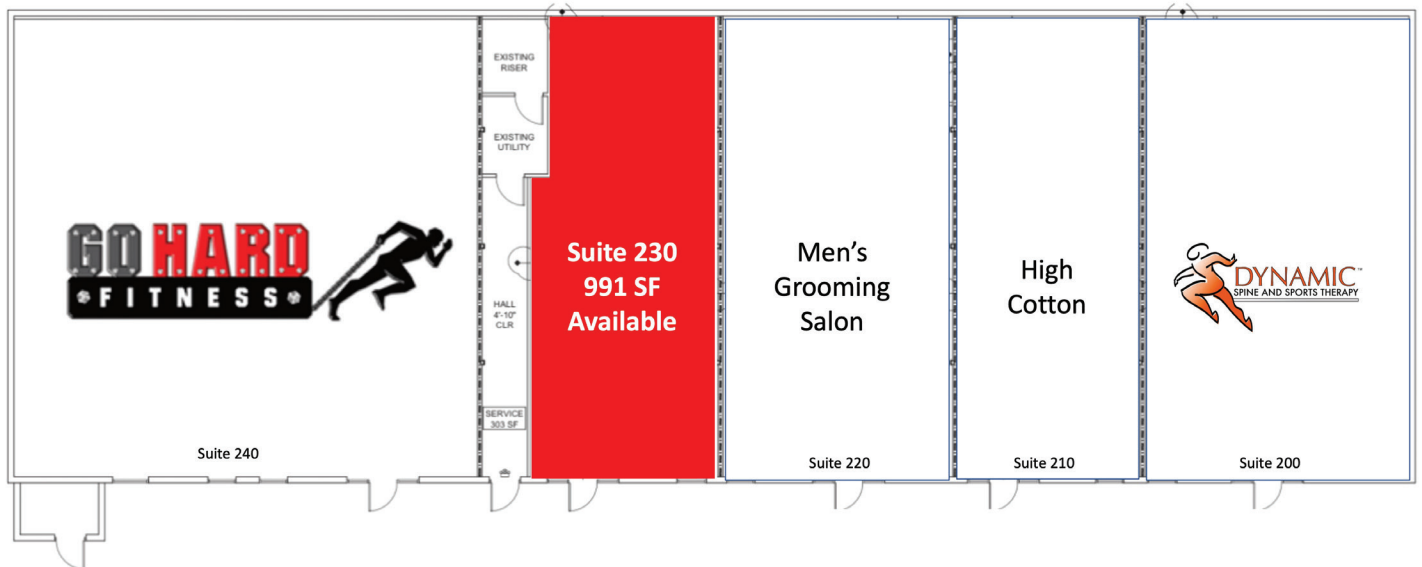 GO HARD
FITNESS
Suite 240
EXISTING
RISER
EXISTING
UTILITY
HALL
4'-10"
CLR
SERVICE
303 SF
Suite 230
991 SF
Available
Men’s
Grooming
Salon
Suite 220
High
Cotton
Suite 210
DYNAMIC™
SPINE AND SPORTS THERAPY
Suite 200